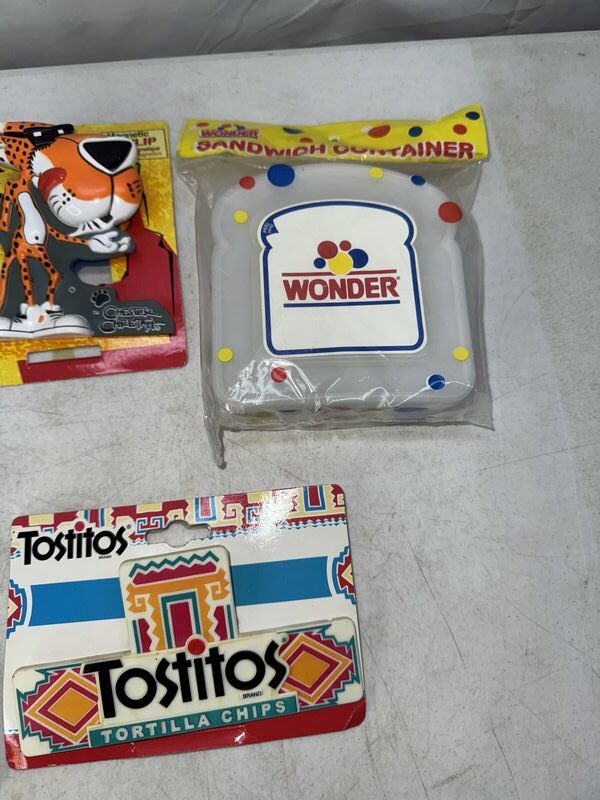 Magnetic
CLIP
CHESTER
CHEETAH
WONDER
SANDWICH CONTAINER
WONDER®
Tostitos®
BRAND
Tostitos®
BRAND
TORTILLA CHIPS